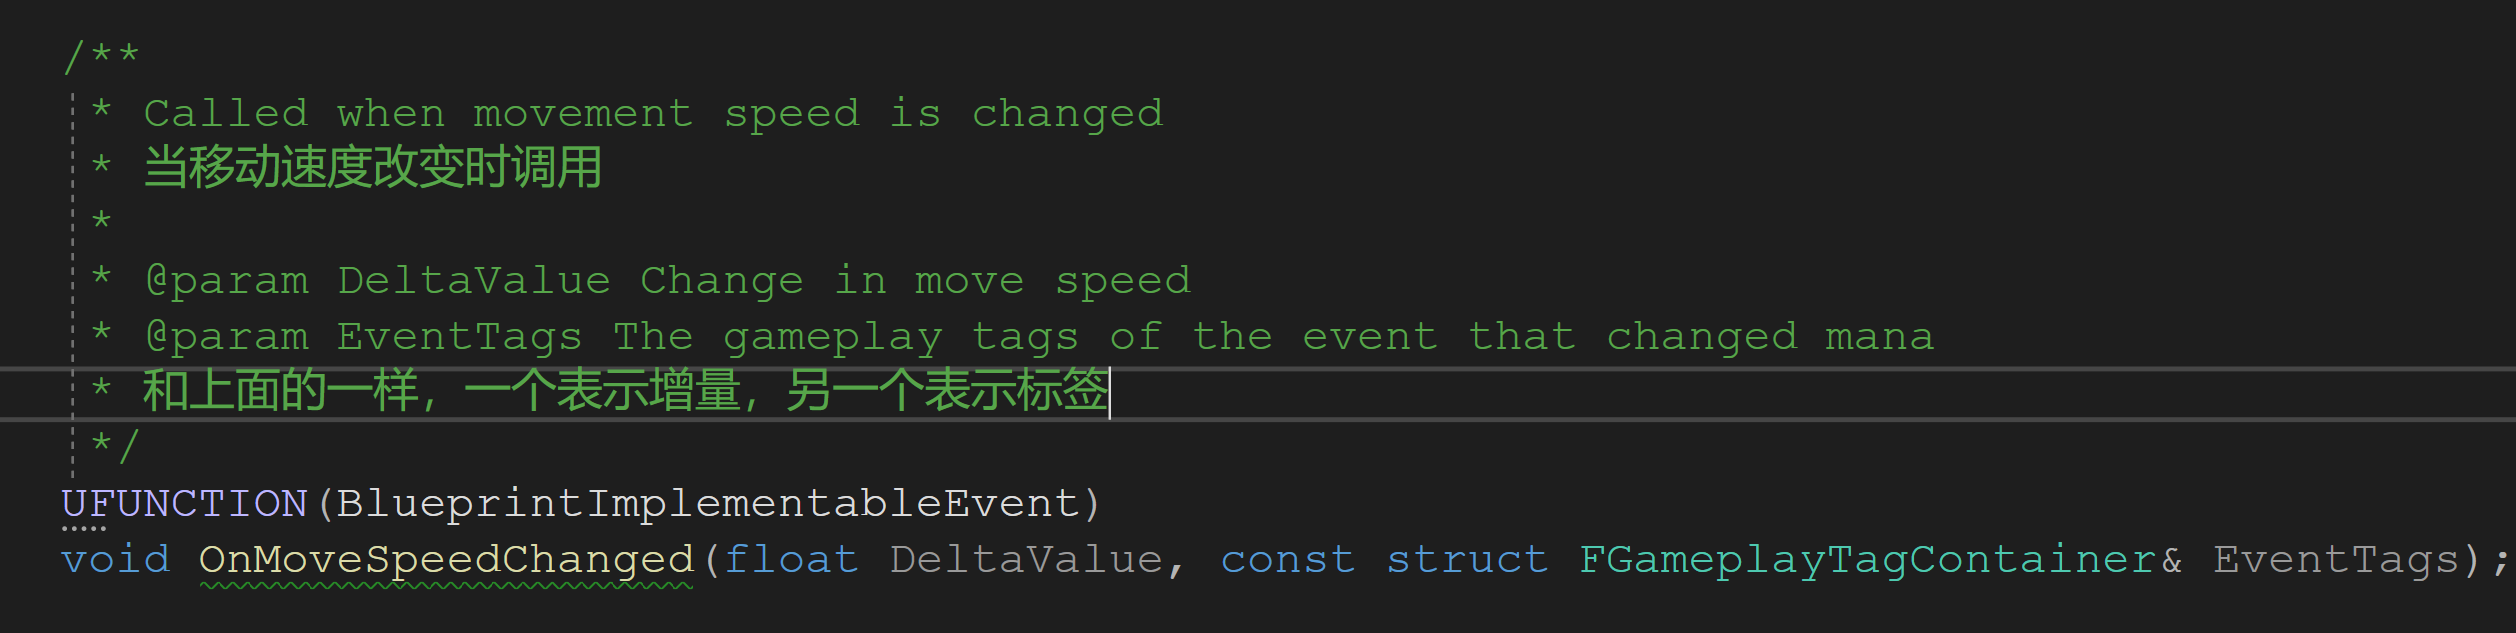 /**
* Called when movement speed is changed
* 当移动速度改变时调用
*
* @param DeltaValue Change in move speed
* @param EventTags The gameplay tags of the event that changed mana
* 和上面的一样，一个表示增量，另一个表示标签
*/
UFUNCTION(BlueprintImplementableEvent)
void OnMoveSpeedChanged(float DeltaValue, const struct FGameplayTagContainer& EventTags);